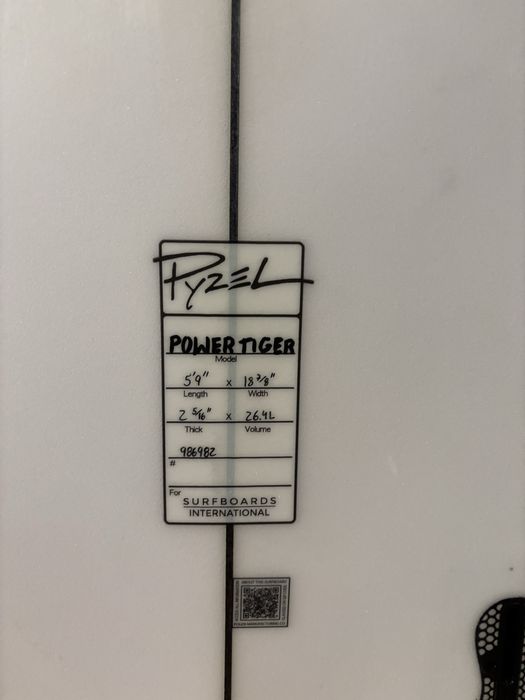 PYZEL
POWER TIGER
Model
5'9" x 18 3/8"
Length Width
2 5/16" x 26.4L
Thick Volume
986982
#
For
SURFBOARDS
INTERNATIONAL